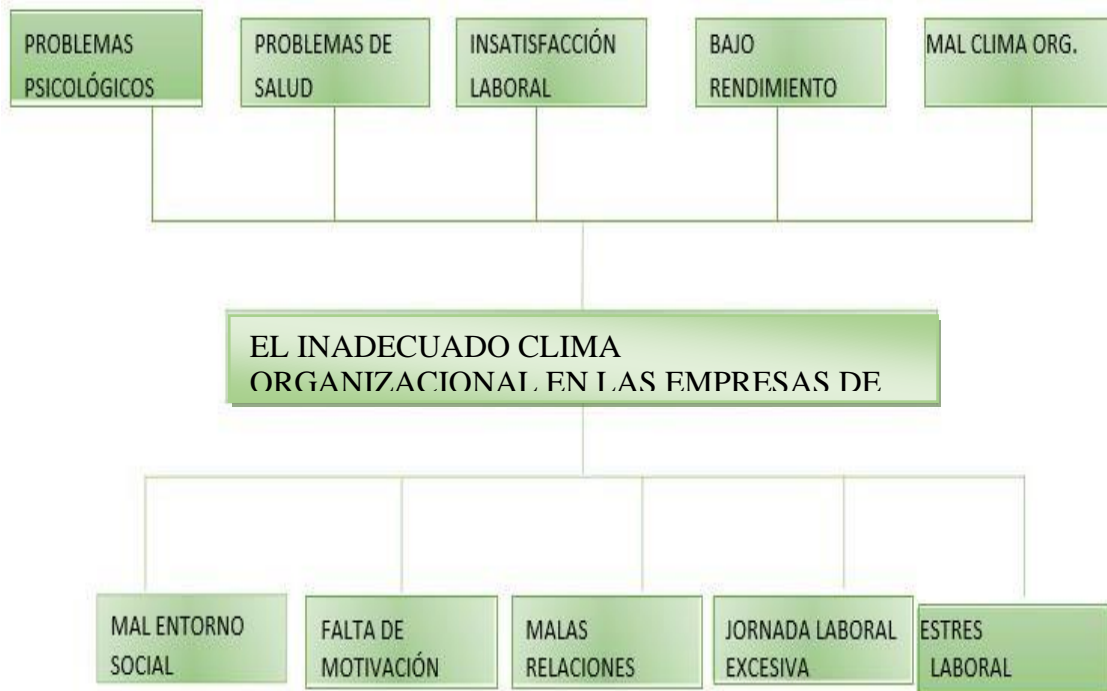 PROBLEMAS
PSICOLÓGICOS
PROBLEMAS DE
SALUD
INSATISFACCIÓN
LABORAL
BAJO
RENDIMIENTO
MAL CLIMA ORG.
EL INADECUADO CLIMA
ORGANIZACIONAL EN LAS EMPRESAS DE
MAL ENTORNO
SOCIAL
FALTA DE
MOTIVACIÓN
MALAS
RELACIONES
JORNADA LABORAL
EXCESIVA
ESTRES
LABORAL